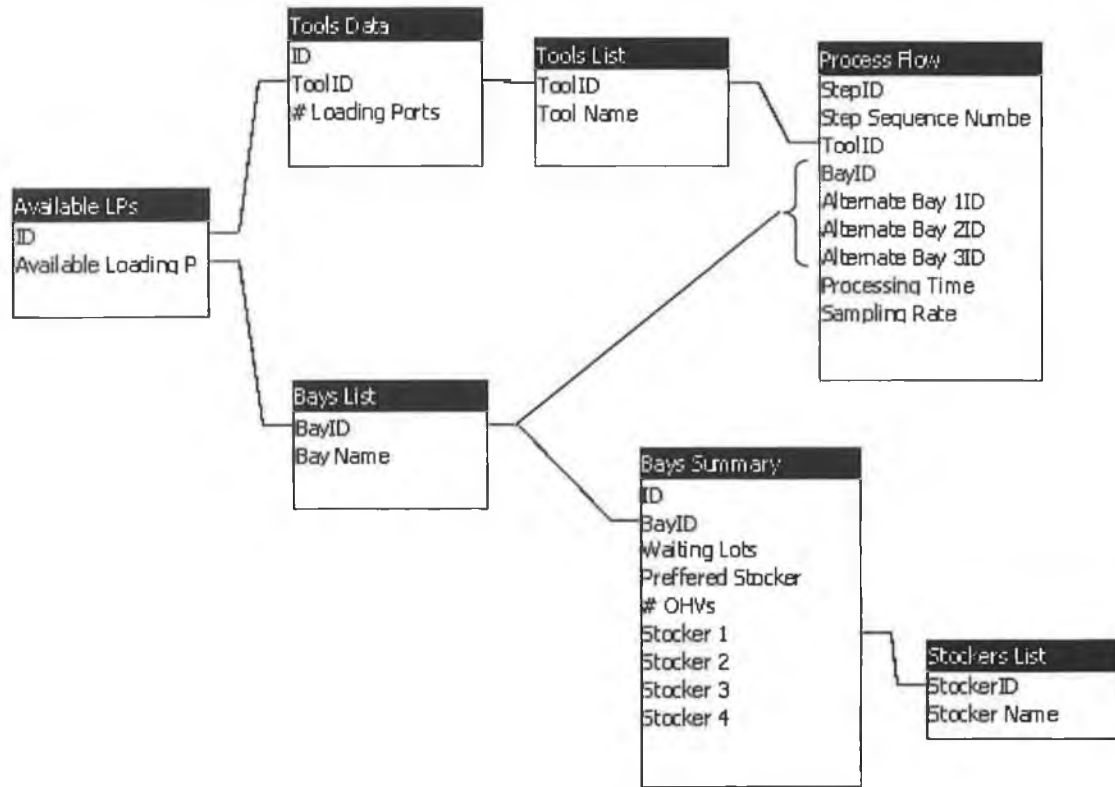 Tools Data
ID
ToolID
# Loading Ports
Tools List
ToolID
Tool Name
Process Flow
StepID
Step Sequence Numbe
ToolID
BayID
Alternate Bay 1ID
Alternate Bay 2ID
Alternate Bay 3ID
Processing Time
Sampling Rate
Available LPs
ID
Available Loading P
Bays List
BayID
Bay Name
Bays Summary
ID
BayID
Waiting Lots
Preffered Stocker
# OHVs
Stocker 1
Stocker 2
Stocker 3
Stocker 4
Stockers List
StockerID
Stocker Name